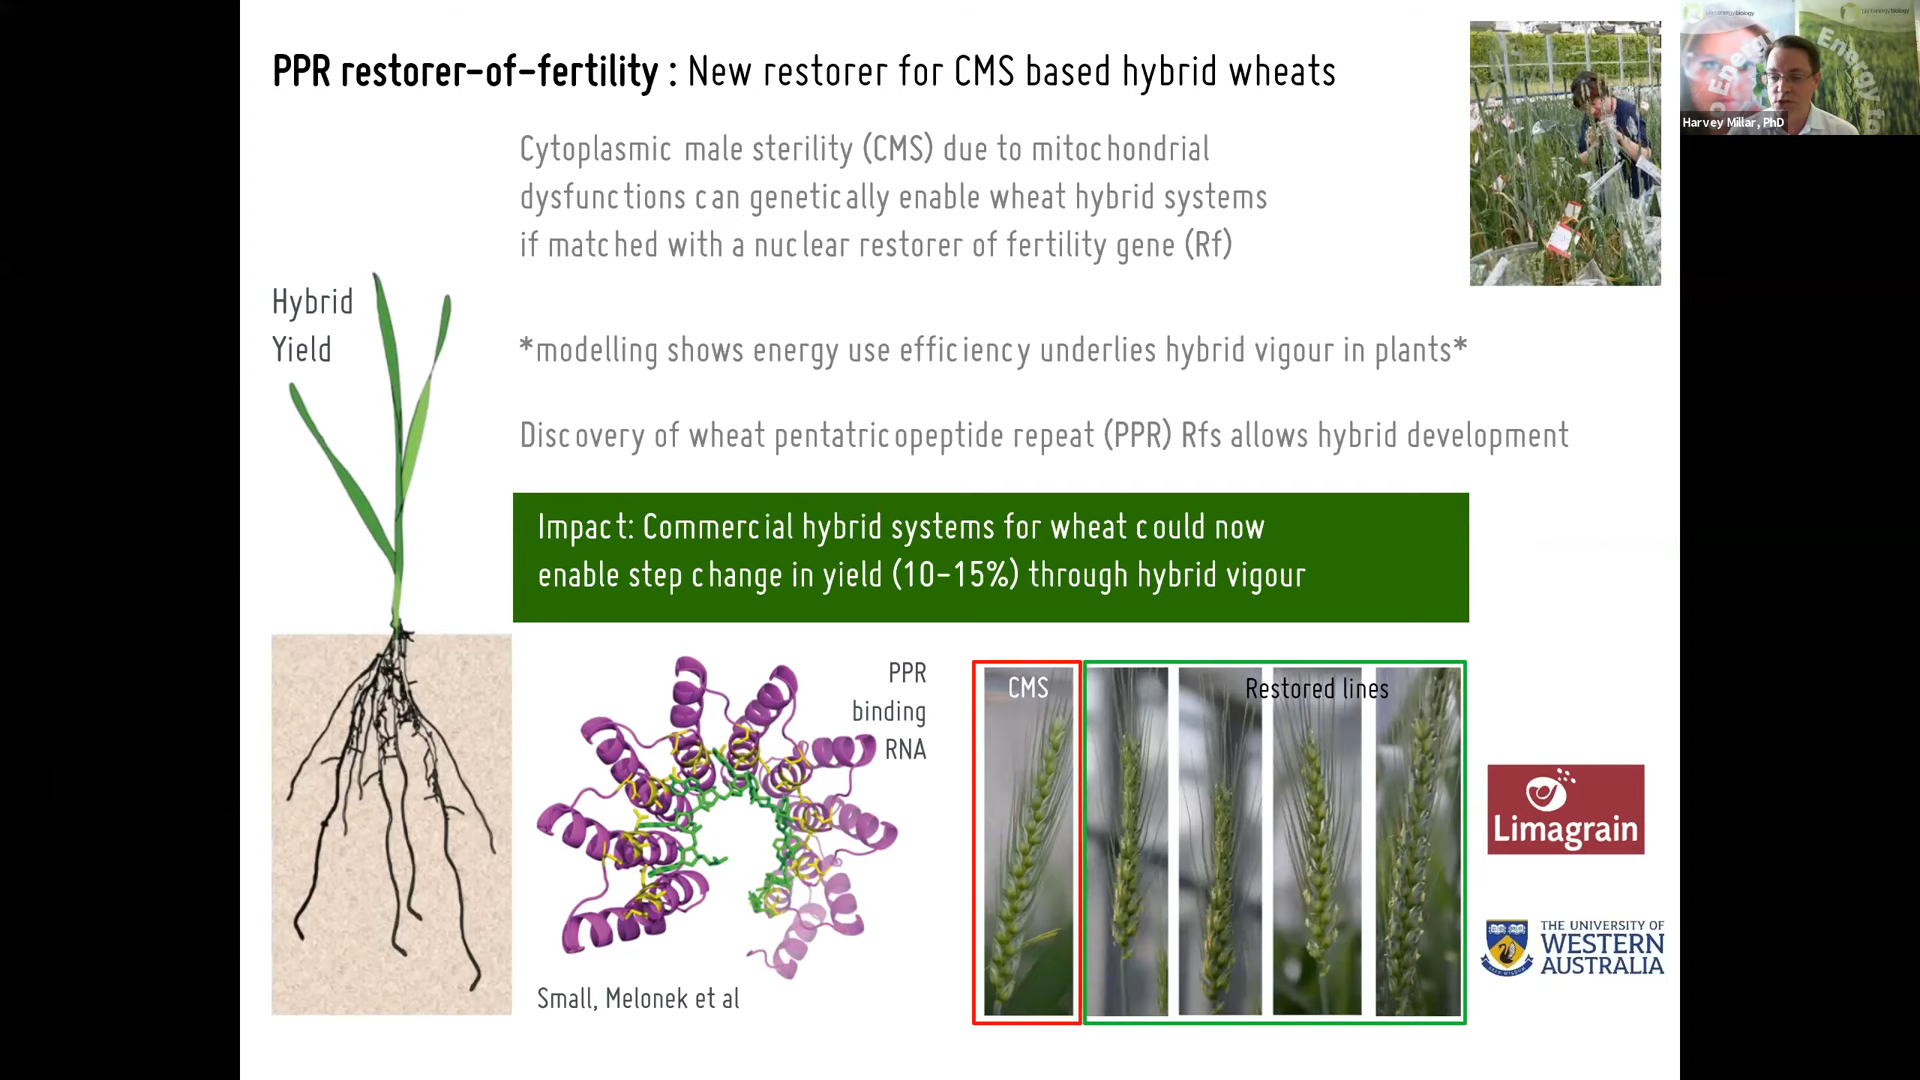 PPR restorer-of-fertility : New restorer for CMS based hybrid wheats
Cytoplasmic male sterility (CMS) due to mitochondrial
dysfunctions can genetically enable wheat hybrid systems
if matched with a nuclear restorer of fertility gene (Rf)
Hybrid
Yield
*modelling shows energy use efficiency underlies hybrid vigour in plants*
Discovery of wheat pentatricopeptide repeat (PPR) Rfs allows hybrid development
Impact: Commercial hybrid systems for wheat could now
enable step change in yield (10-15%) through hybrid vigour
PPR
binding
RNA
Small, Melonek et al
CMS
Restored lines
Limagrain
THE UNIVERSITY OF
WESTERN
AUSTRALIA
Harvey Millar, PhD
Energy